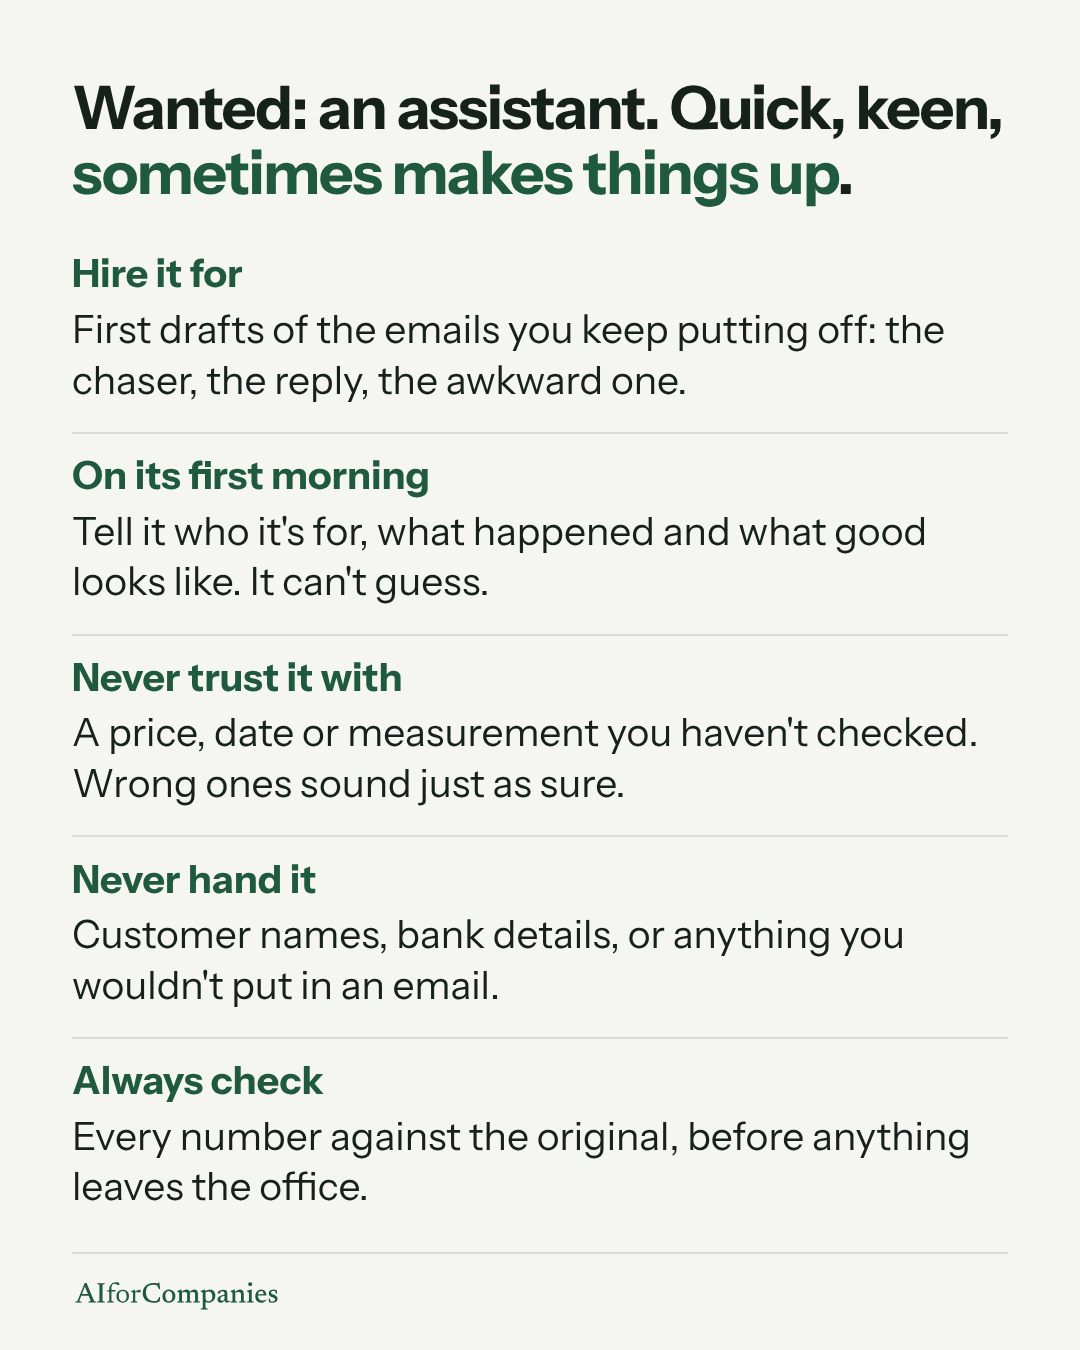 Wanted: an assistant. Quick, keen,
sometimes makes things up.
Hire it for
First drafts of the emails you keep putting off: the
chaser, the reply, the awkward one.
On its first morning
Tell it who it's for, what happened and what good
looks like. It can't guess.
Never trust it with
A price, date or measurement you haven't checked.
Wrong ones sound just as sure.
Never hand it
Customer names, bank details, or anything you
wouldn't put in an email.
Always check
Every number against the original, before anything
leaves the office.
AIforCompanies